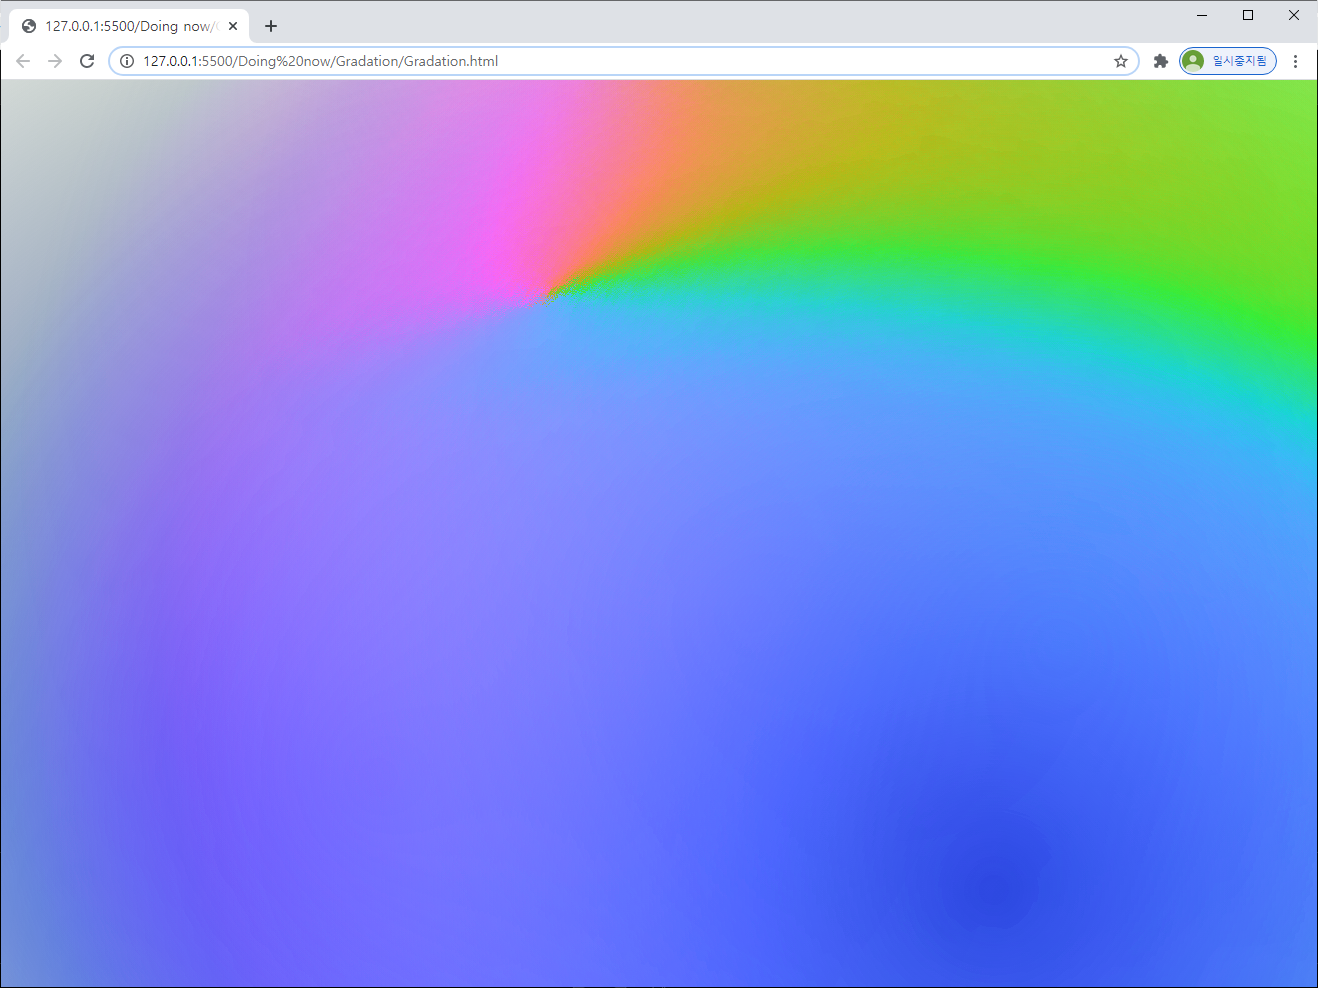 127.0.0.1:5500/Doing now/
127.0.0.1:5500/Doing%20now/Gradation/Gradation.html
일시중지됨